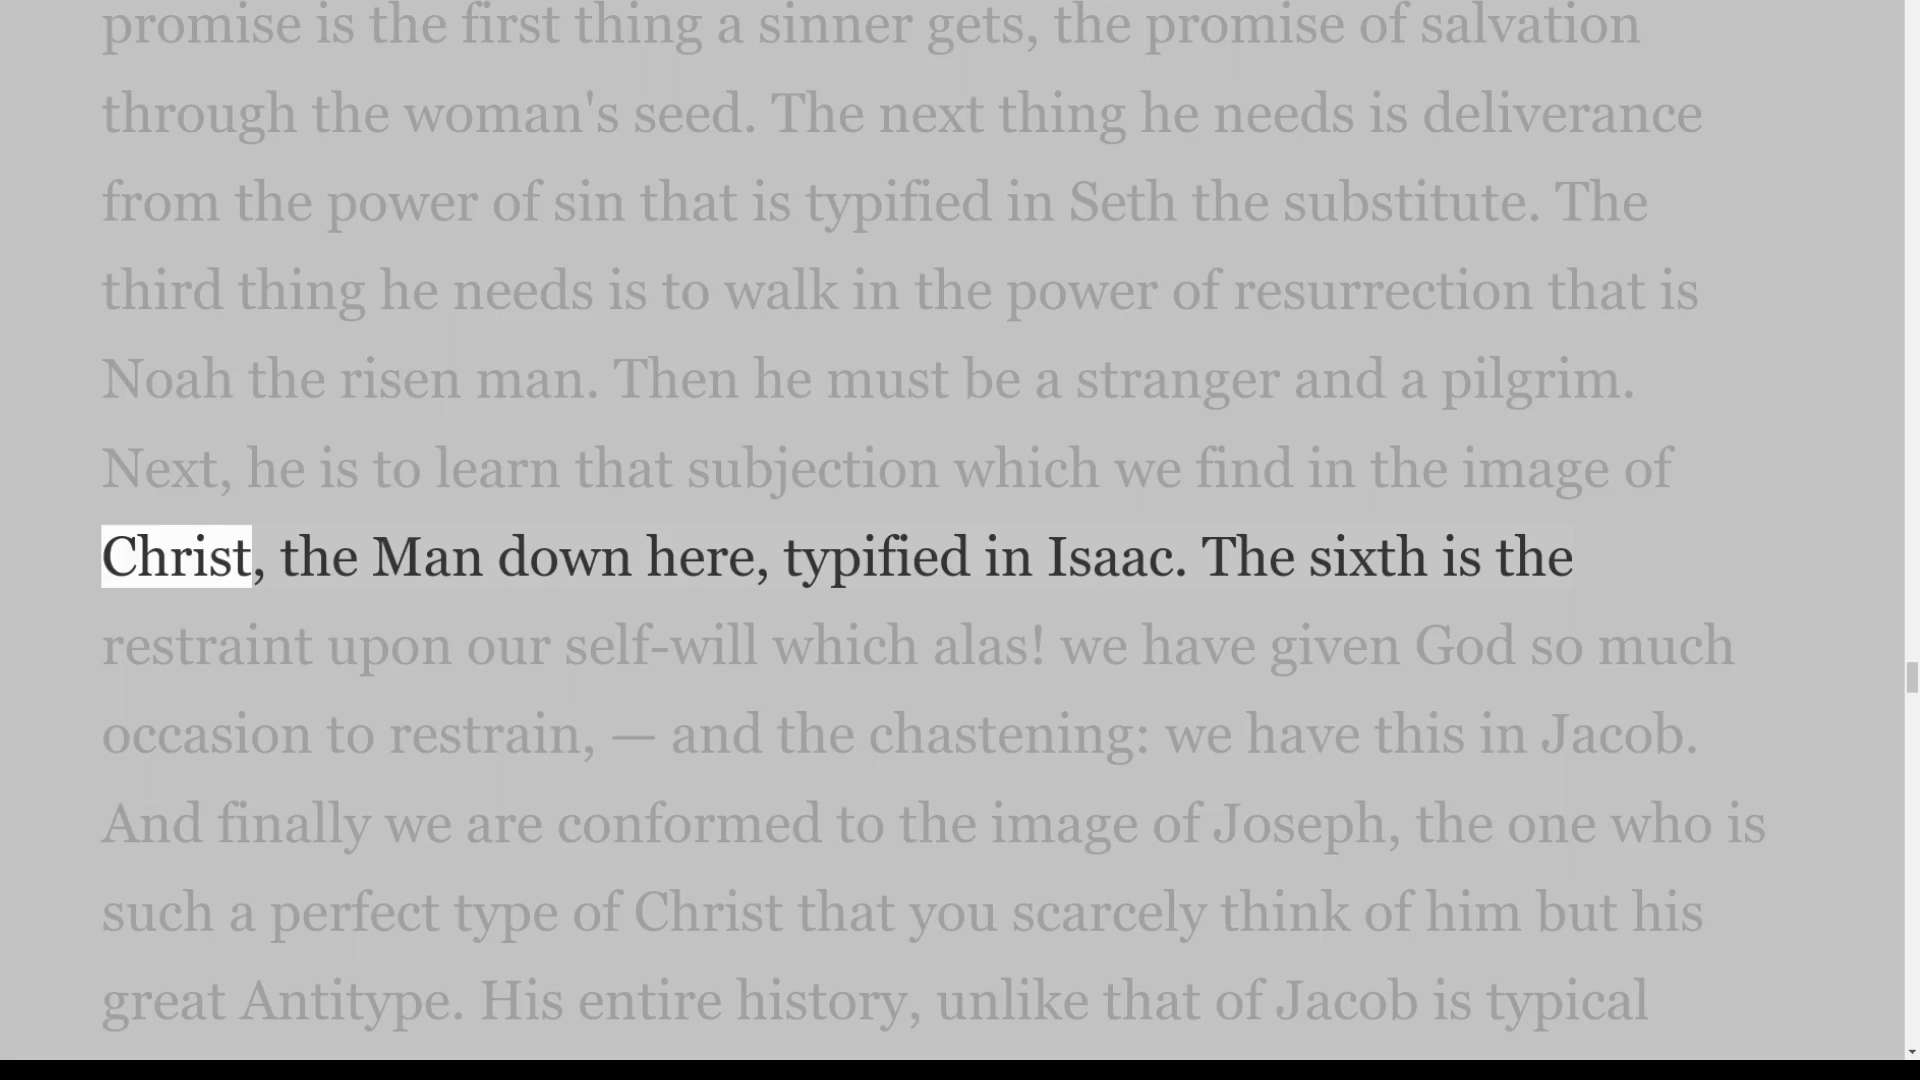 promise is the first thing a sinner gets, the promise of salvation
through the woman's seed. The next thing he needs is deliverance
from the power of sin that is typified in Seth the substitute. The
third thing he needs is to walk in the power of resurrection that is
Noah the risen man. Then he must be a stranger and a pilgrim.
Next, he is to learn that subjection which we find in the image of
Christ, the Man down here, typified in Isaac. The sixth is the
restraint upon our self-will which alas! we have given God so much
occasion to restrain, — and the chastening: we have this in Jacob.
And finally we are conformed to the image of Joseph, the one who is
such a perfect type of Christ that you scarcely think of him but his
great Antitype. His entire history, unlike that of Jacob is typical